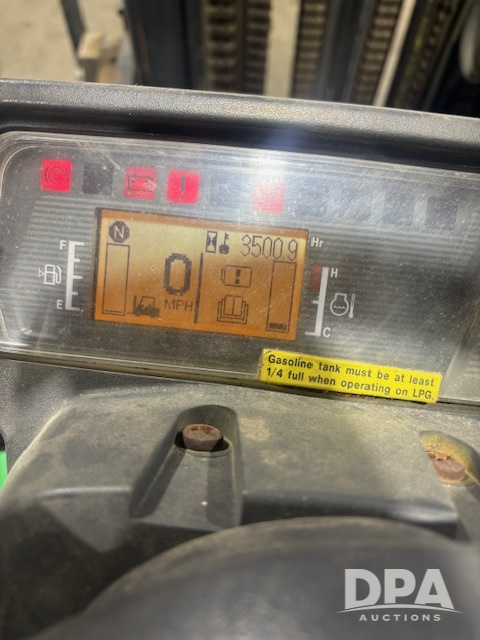 N
3500.9 Hr
F
H
0
E
MPH
C
Gasoline tank must be at least
1/4 full when operating on LPG.
DPA
AUCTIONS